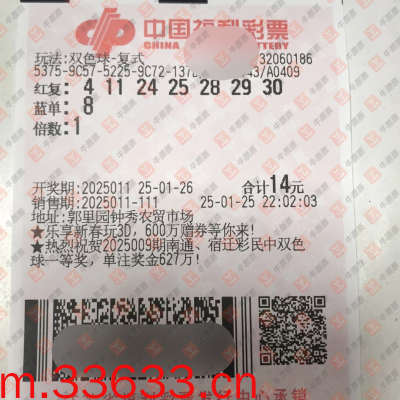 中国福利彩票
CHINA LOTTERY
玩法:双色球-复式 32060186
5375-9C57-5225-9C72-1378 43/A0409
红复: 4 11 24 25 28 29 30
蓝单: 8
倍数: 1
开奖期:2025011 25-01-26 合计14元
销售期:2025011-111 25-01-25 22:02:03
地址:郭里园钟秀农贸市场
★乐享新春玩3D,600万赠券等你来!
★热烈祝贺2025009期南通、宿迁彩民中双色
球一等奖,单注奖金627万!
m.33633.cn
中心承销